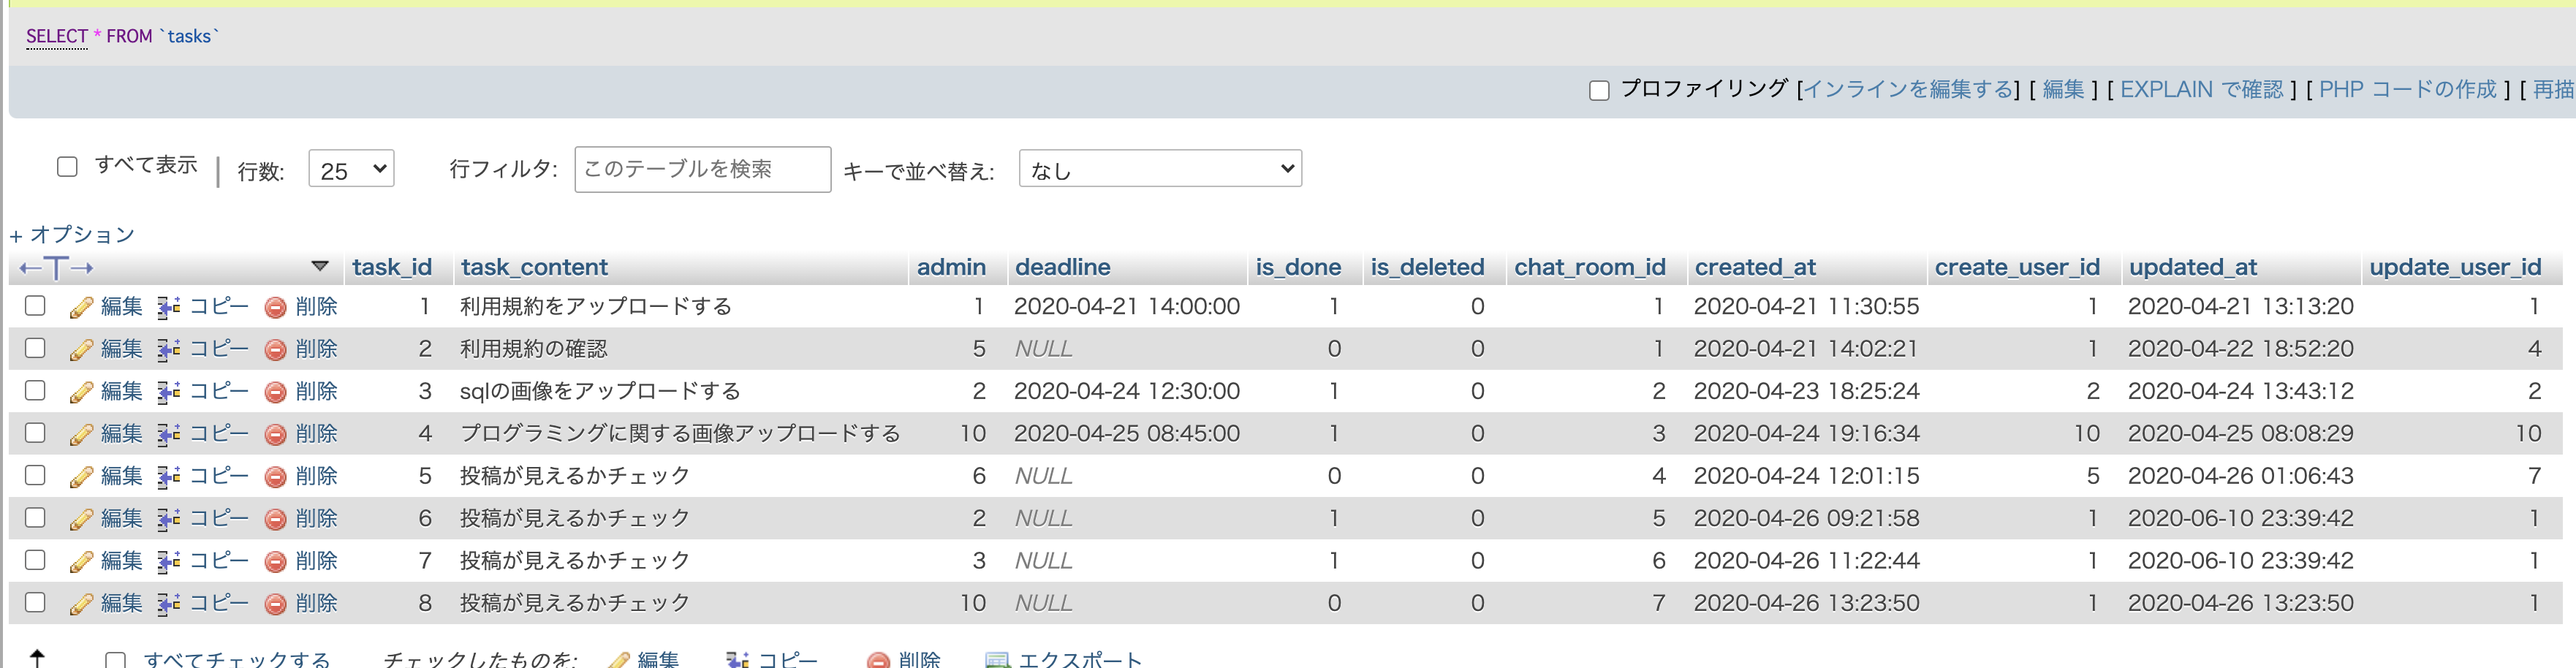 SELECT * FROM `tasks`
プロファイリング [インラインを編集する] [ 編集 ] [ EXPLAIN で確認 ] [ PHP コードの作成 ] [ 再描
すべて表示 | 行数: 25 行フィルタ: このテーブルを検索 キーで並べ替え: なし
+ オプション
←T→ ▼ task_id task_content admin deadline is_done is_deleted chat_room_id created_at create_user_id updated_at update_user_id
編集 コピー 削除 1 利用規約をアップロードする 1 2020-04-21 14:00:00 1 0 1 2020-04-21 11:30:55 1 2020-04-21 13:13:20 1
編集 コピー 削除 2 利用規約の確認 5 NULL 0 0 1 2020-04-21 14:02:21 1 2020-04-22 18:52:20 4
編集 コピー 削除 3 sqlの画像をアップロードする 2 2020-04-24 12:30:00 1 0 2 2020-04-23 18:25:24 2 2020-04-24 13:43:12 2
編集 コピー 削除 4 プログラミングに関する画像アップロードする 10 2020-04-25 08:45:00 1 0 3 2020-04-24 19:16:34 10 2020-04-25 08:08:29 10
編集 コピー 削除 5 投稿が見えるかチェック 6 NULL 0 0 4 2020-04-24 12:01:15 5 2020-04-26 01:06:43 7
編集 コピー 削除 6 投稿が見えるかチェック 2 NULL 1 0 5 2020-04-26 09:21:58 1 2020-06-10 23:39:42 1
編集 コピー 削除 7 投稿が見えるかチェック 3 NULL 1 0 6 2020-04-26 11:22:44 1 2020-06-10 23:39:42 1
編集 コピー 削除 8 投稿が見えるかチェック 10 NULL 0 0 7 2020-04-26 13:23:50 1 2020-04-26 13:23:50 1
↑ すべてチェックする チェックしたものを: 編集 コピー 削除 エクスポート